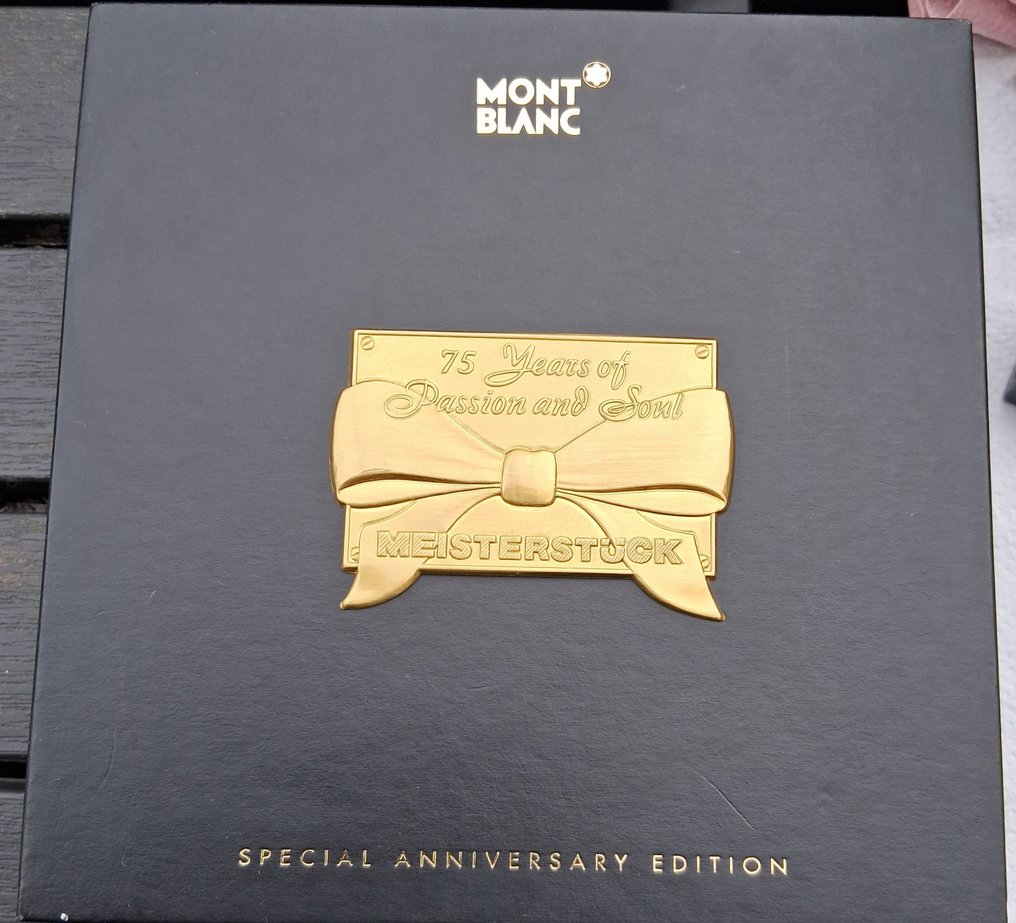 MONT
BLANC
75 Years of
Passion and Soul
MEISTERSTÜCK
SPECIAL ANNIVERSARY EDITION